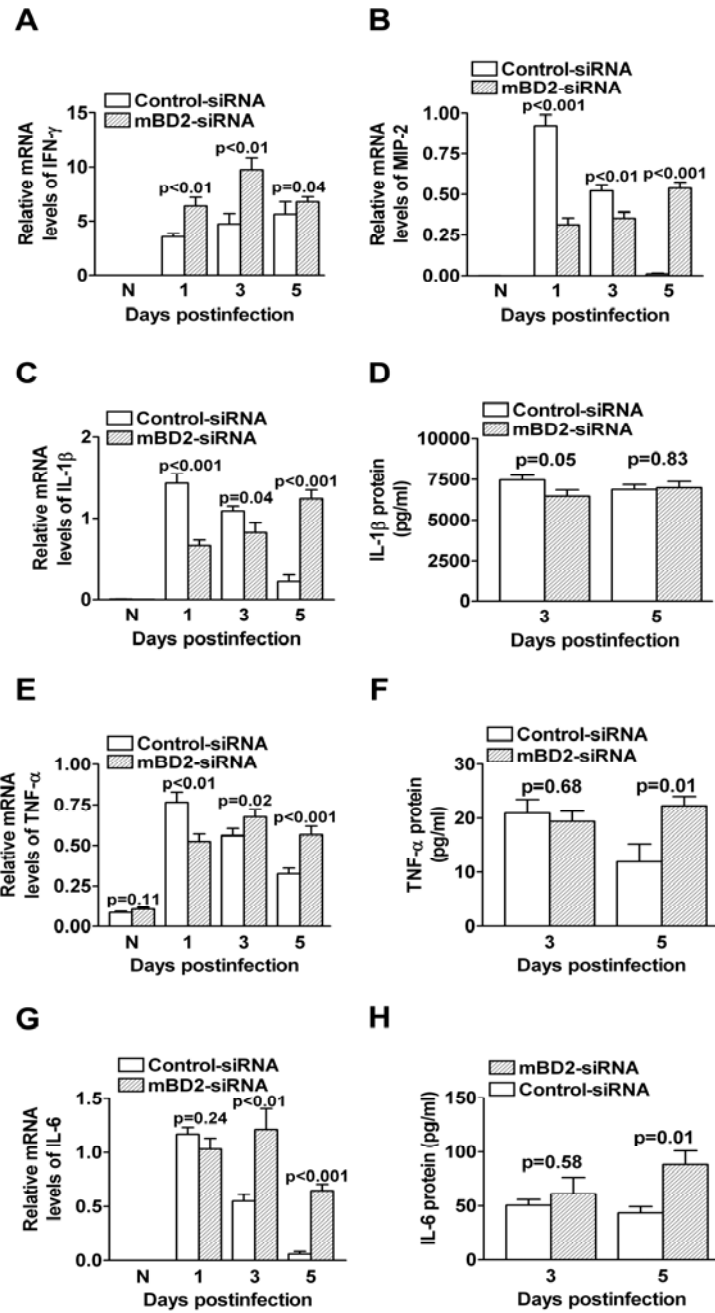 A
Control-siRNA
mBD2-siRNA
Relative mRNA
levels of IFN-γ
15
10
5
0
p<0.01
p<0.01
p=0.04
N 1 3 5
Days postinfection
B
Control-siRNA
mBD2-siRNA
Relative mRNA
levels of MIP-2
1.00
0.75
0.50
0.25
0.00
p<0.001
p<0.01
p<0.001
N 1 3 5
Days postinfection
C
Control-siRNA
mBD2-siRNA
Relative mRNA
levels of IL-1β
2
1
0
p<0.001
p=0.04
p<0.001
N 1 3 5
Days postinfection
D
Control-siRNA
mBD2-siRNA
IL-1β protein
(pg/ml)
10000
7500
5000
2500
0
p=0.05
p=0.83
3 5
Days postinfection
E
Control-siRNA
mBD2-siRNA
Relative mRNA
levels of TNF-α
1.00
0.75
0.50
0.25
0.00
p=0.11
p<0.01
p=0.02
p<0.001
N 1 3 5
Days postinfection
F
Control-siRNA
mBD2-siRNA
TNF-α protein
(pg/ml)
30
20
10
0
p=0.68
p=0.01
3 5
Days postinfection
G
Control-siRNA
mBD2-siRNA
Relative mRNA
levels of IL-6
1.5
1.0
0.5
0.0
p=0.24
p<0.01
p<0.001
N 1 3 5
Days postinfection
H
mBD2-siRNA
Control-siRNA
IL-6 protein (pg/ml)
150
100
50
0
p=0.58
p=0.01
3 5
Days postinfection